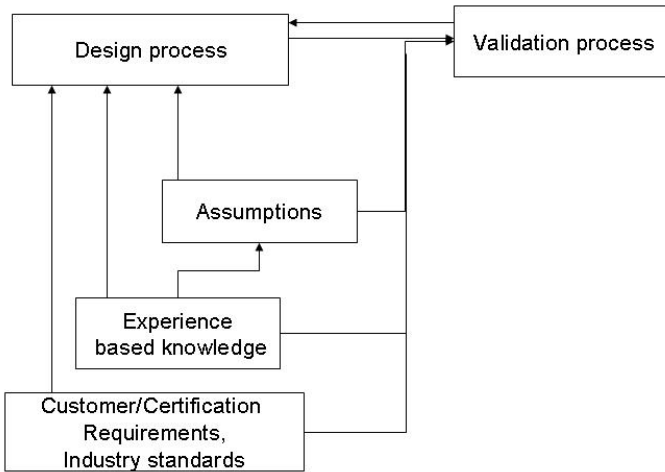 Design process
Validation process
Assumptions
Experience
based knowledge
Customer/Certification
Requirements,
Industry standards